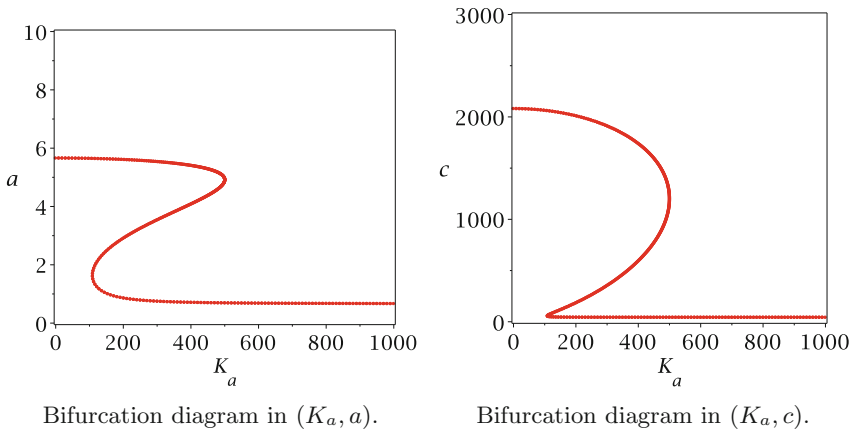 10
8
6
a
4
2
0
0 200 400 600 800 1000
K_a
Bifurcation diagram in (K_a, a).
3000
2000
c
1000
0
0 200 400 600 800 1000
K_a
Bifurcation diagram in (K_a, c).